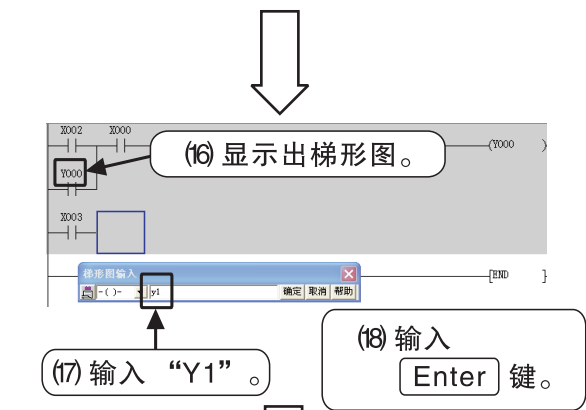 X002 X000
⒃ 显示出梯形图。
(Y000 )
Y000
X003
梯形图输入
[END ]
-( )- y1 确定 取消 帮助
⒅ 输入
⒄ 输入 “Y1” 。
Enter 键。